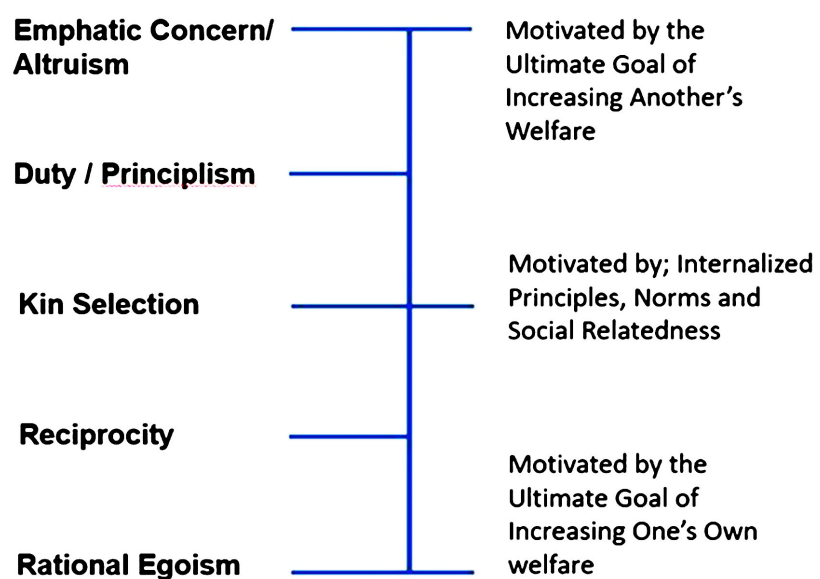 Emphatic Concern/
Altruism
Motivated by the
Ultimate Goal of
Increasing Another's
Welfare
Duty / Principlism
Kin Selection
Motivated by; Internalized
Principles, Norms and
Social Relatedness
Reciprocity
Motivated by the
Ultimate Goal of
Increasing One's Own
welfare
Rational Egoism